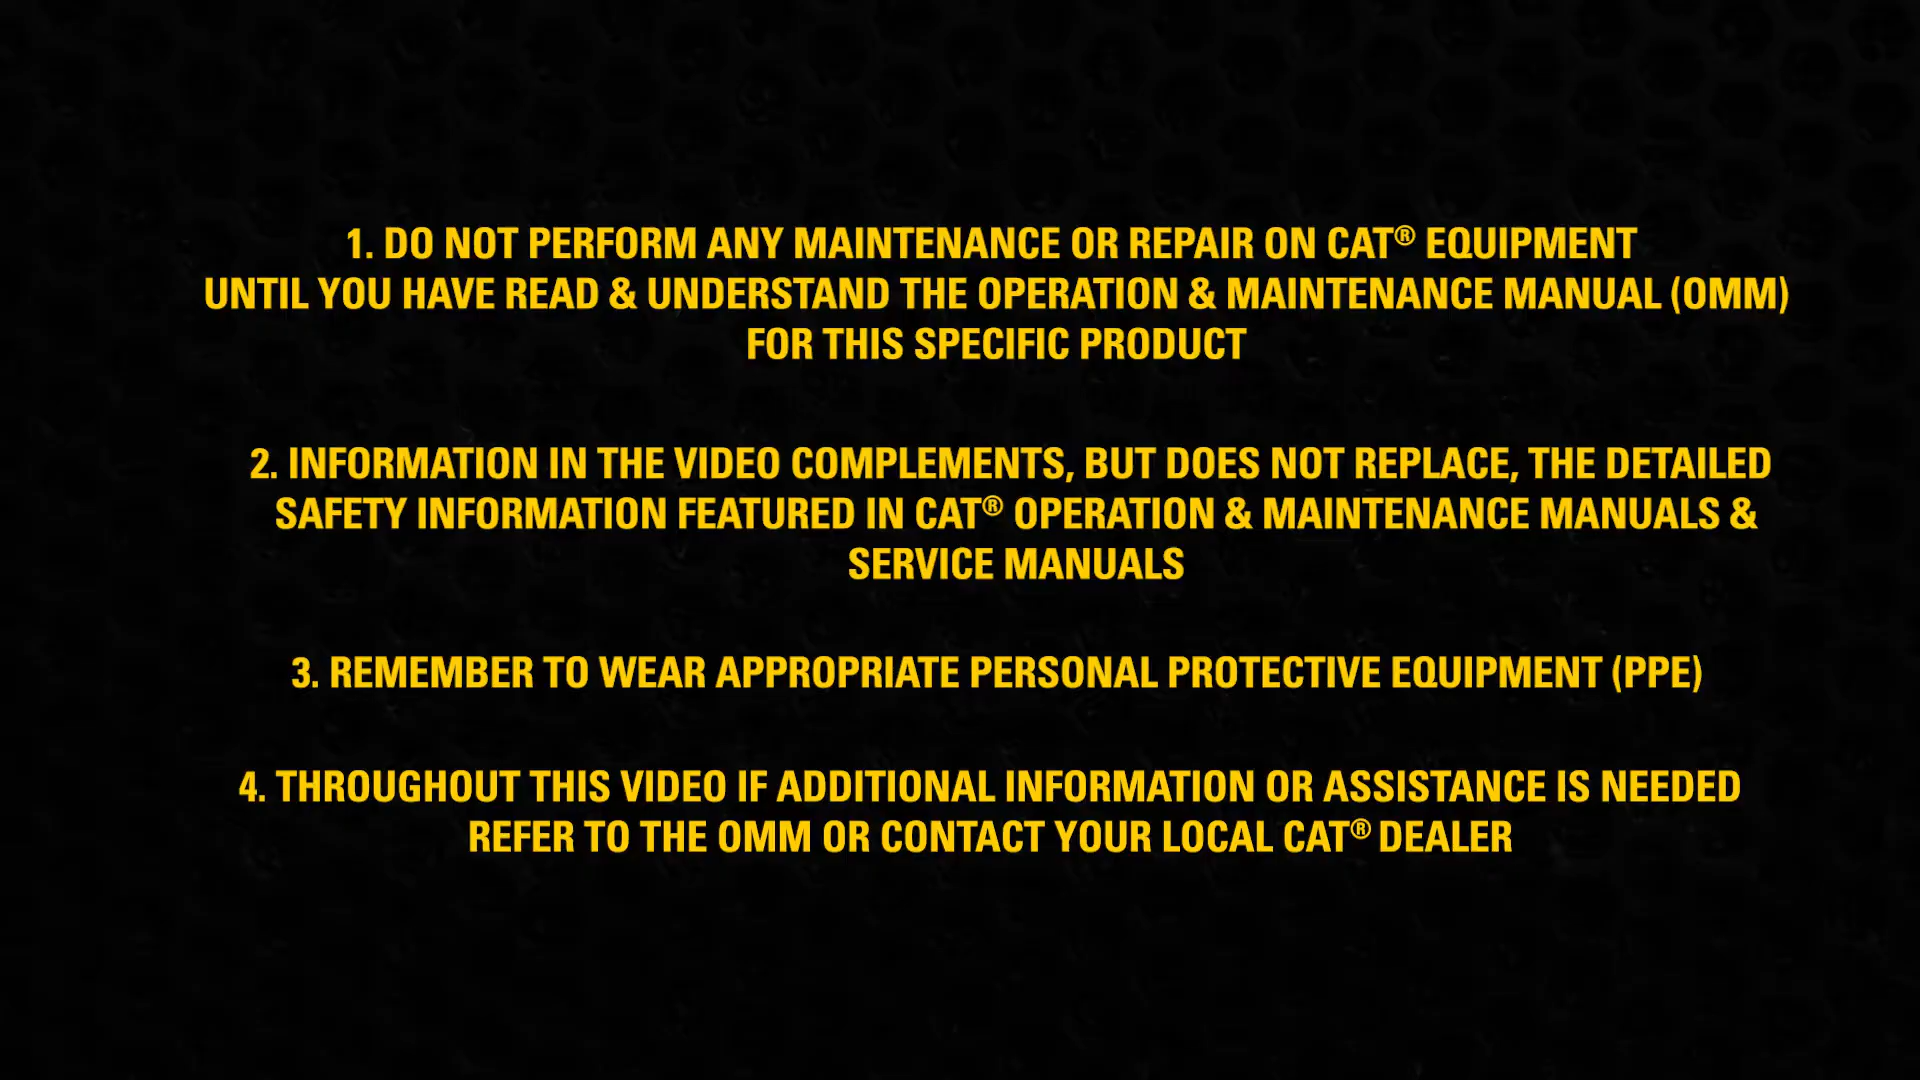 1. DO NOT PERFORM ANY MAINTENANCE OR REPAIR ON CAT® EQUIPMENT
UNTIL YOU HAVE READ & UNDERSTAND THE OPERATION & MAINTENANCE MANUAL (OMM)
FOR THIS SPECIFIC PRODUCT
2. INFORMATION IN THE VIDEO COMPLEMENTS, BUT DOES NOT REPLACE, THE DETAILED
SAFETY INFORMATION FEATURED IN CAT® OPERATION & MAINTENANCE MANUALS &
SERVICE MANUALS
3. REMEMBER TO WEAR APPROPRIATE PERSONAL PROTECTIVE EQUIPMENT (PPE)
4. THROUGHOUT THIS VIDEO IF ADDITIONAL INFORMATION OR ASSISTANCE IS NEEDED
REFER TO THE OMM OR CONTACT YOUR LOCAL CAT® DEALER